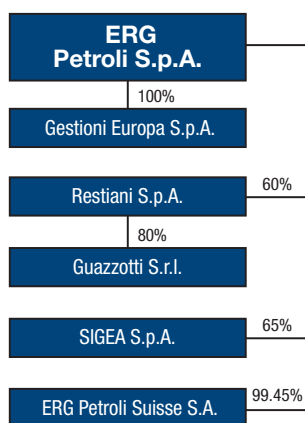 ERG
Petroli S.p.A.
100%
Gestioni Europa S.p.A.
Restiani S.p.A.
60%
80%
Guazzotti S.r.l.
SIGEA S.p.A.
65%
ERG Petroli Suisse S.A.
99.45%